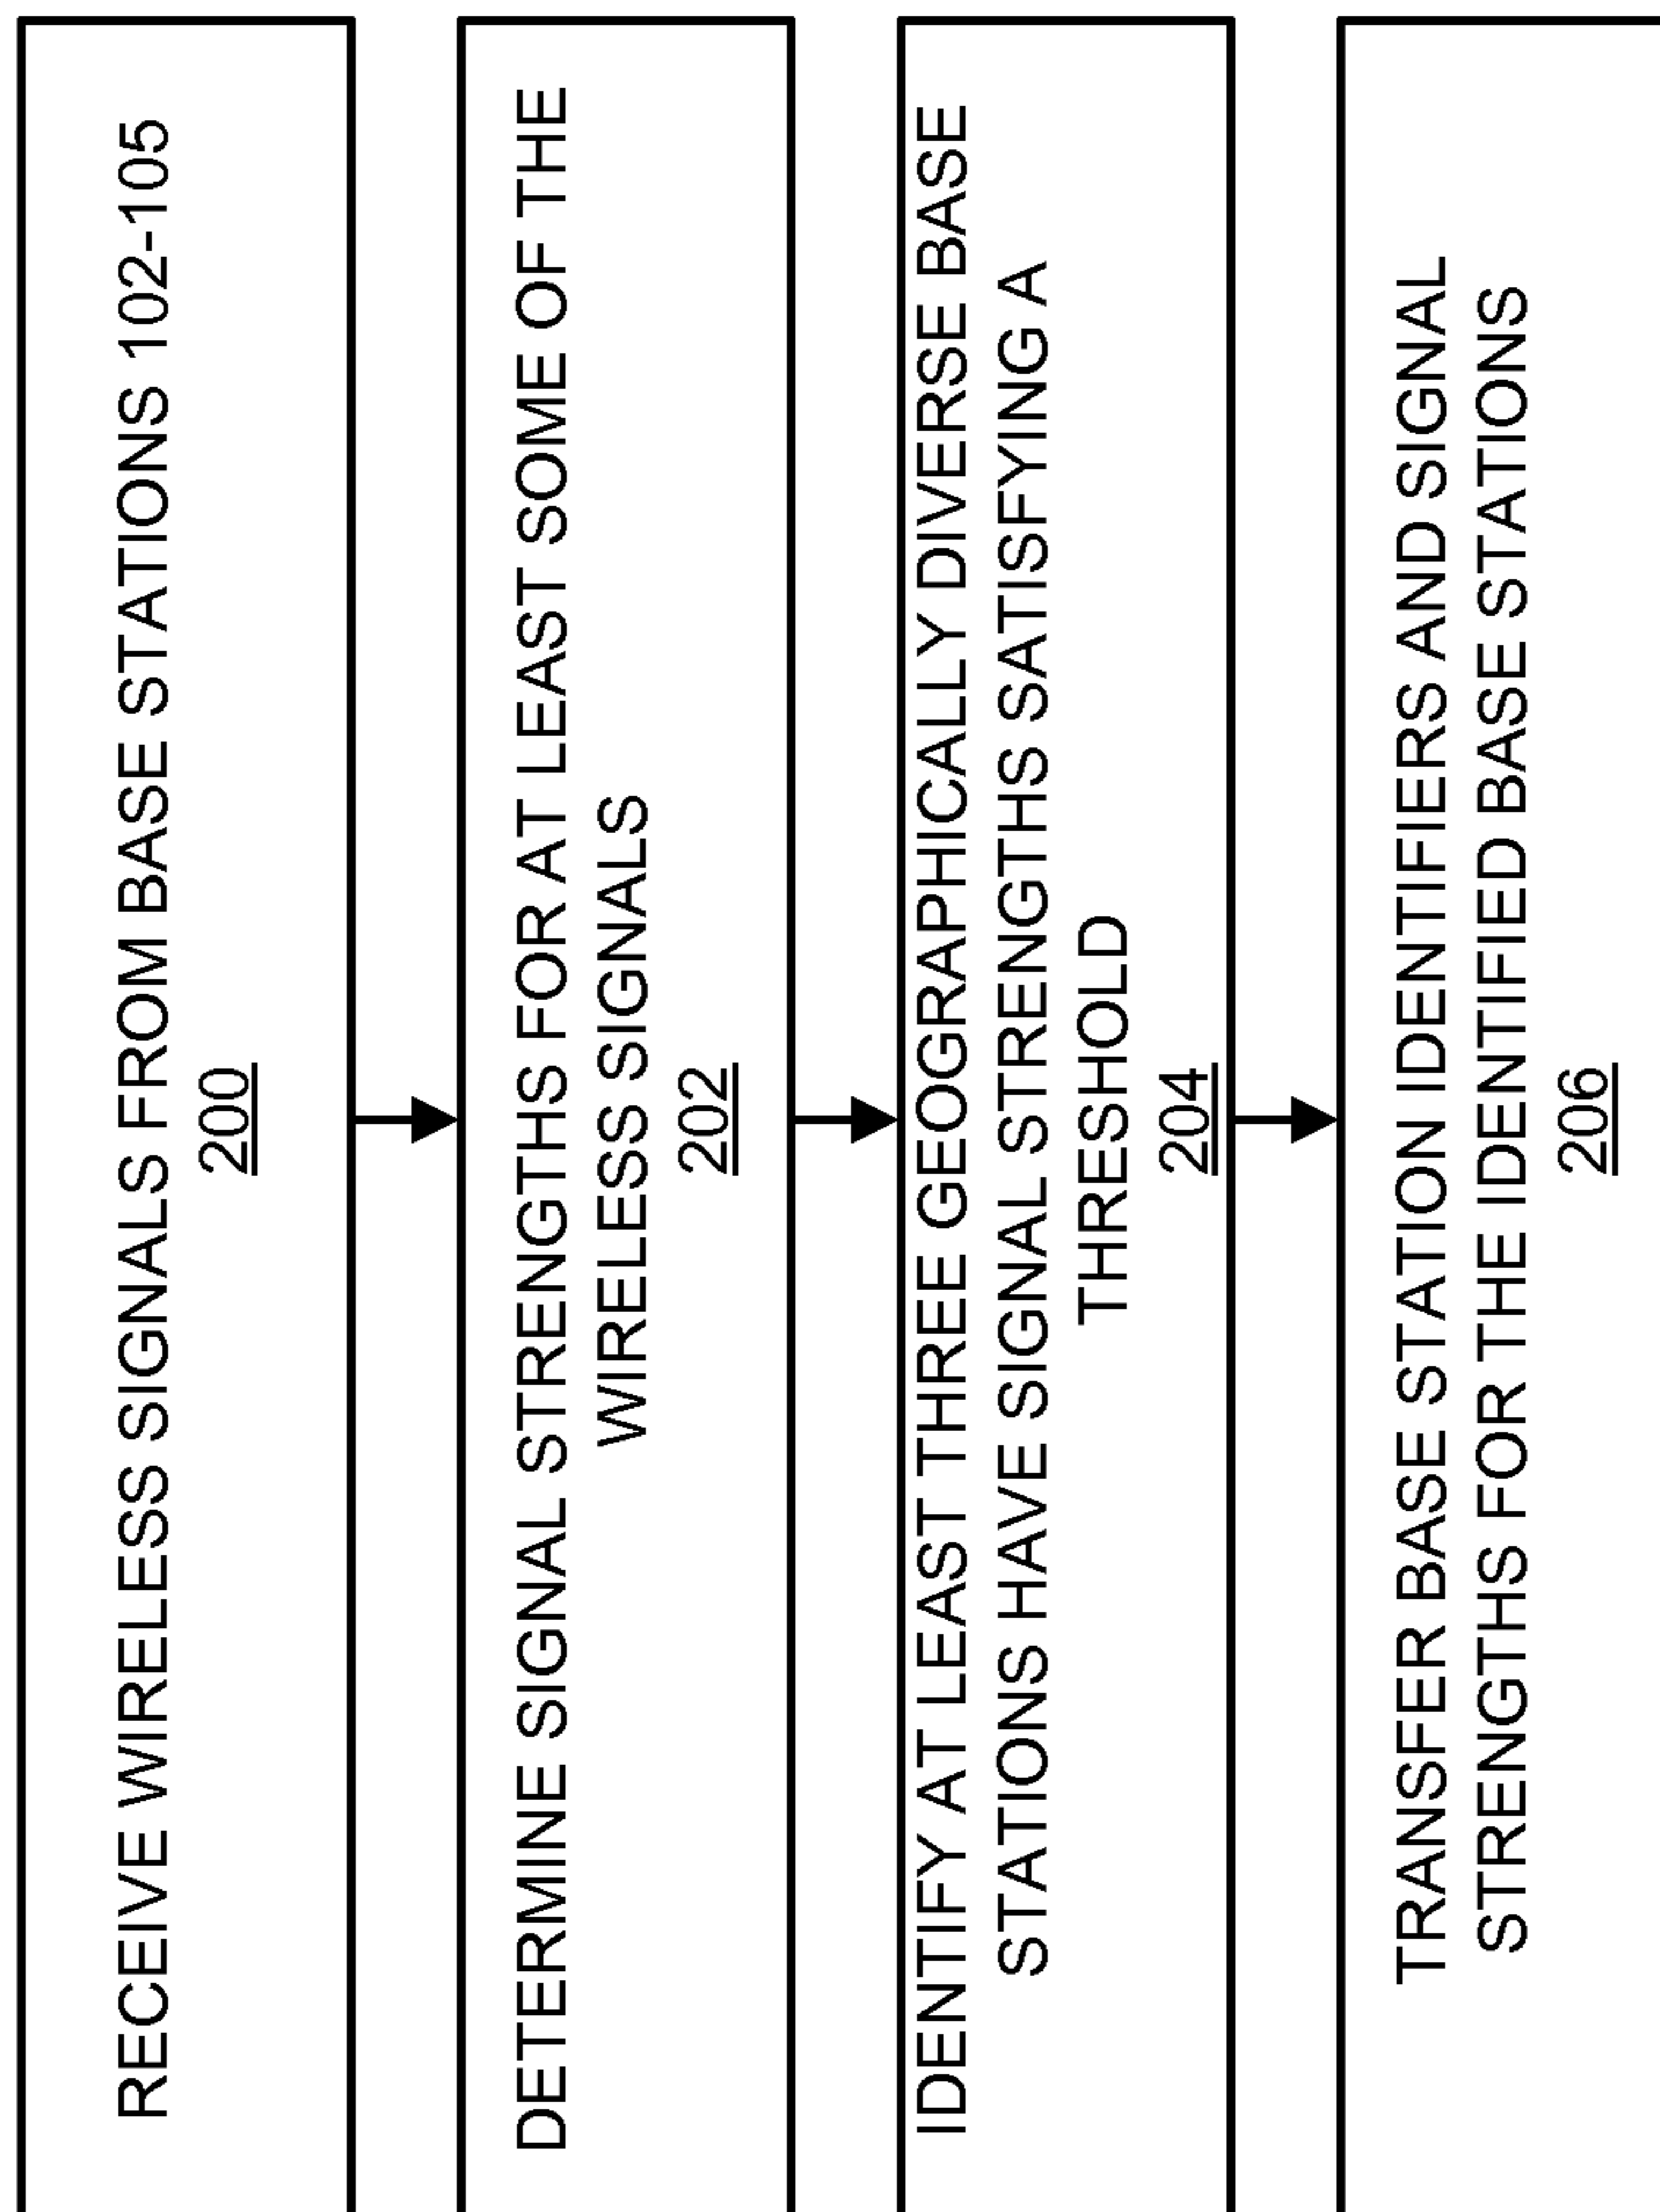 RECEIVE WIRELESS SIGNALS FROM BASE STATIONS 102-105
200
DETERMINE SIGNAL STRENGTHS FOR AT LEAST SOME OF THE
WIRELESS SIGNALS
202
IDENTIFY AT LEAST THREE GEOGRAPHICALLY DIVERSE BASE
STATIONS HAVE SIGNAL STRENGTHS SATISFYING A
THRESHOLD
204
TRANSFER BASE STATION IDENTIFIERS AND SIGNAL
STRENGTHS FOR THE IDENTIFIED BASE STATIONS
206